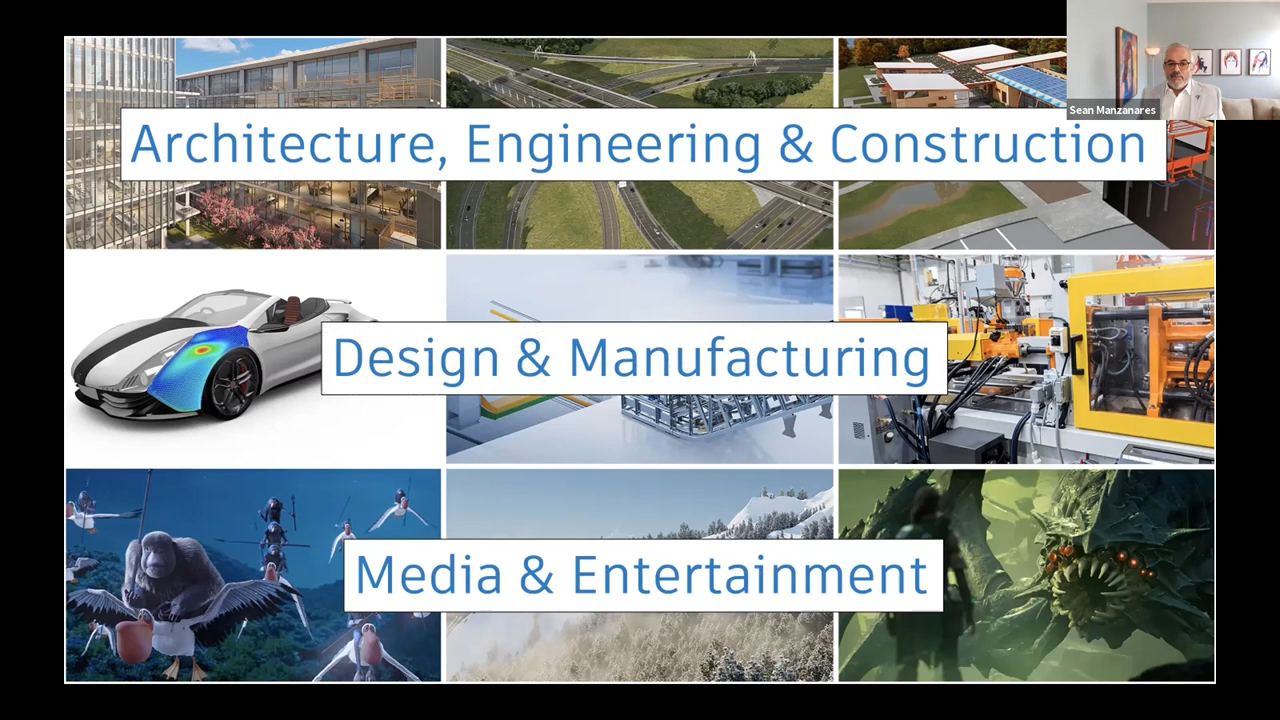 Sean Manzanares
Architecture, Engineering & Construction
Design & Manufacturing
Media & Entertainment